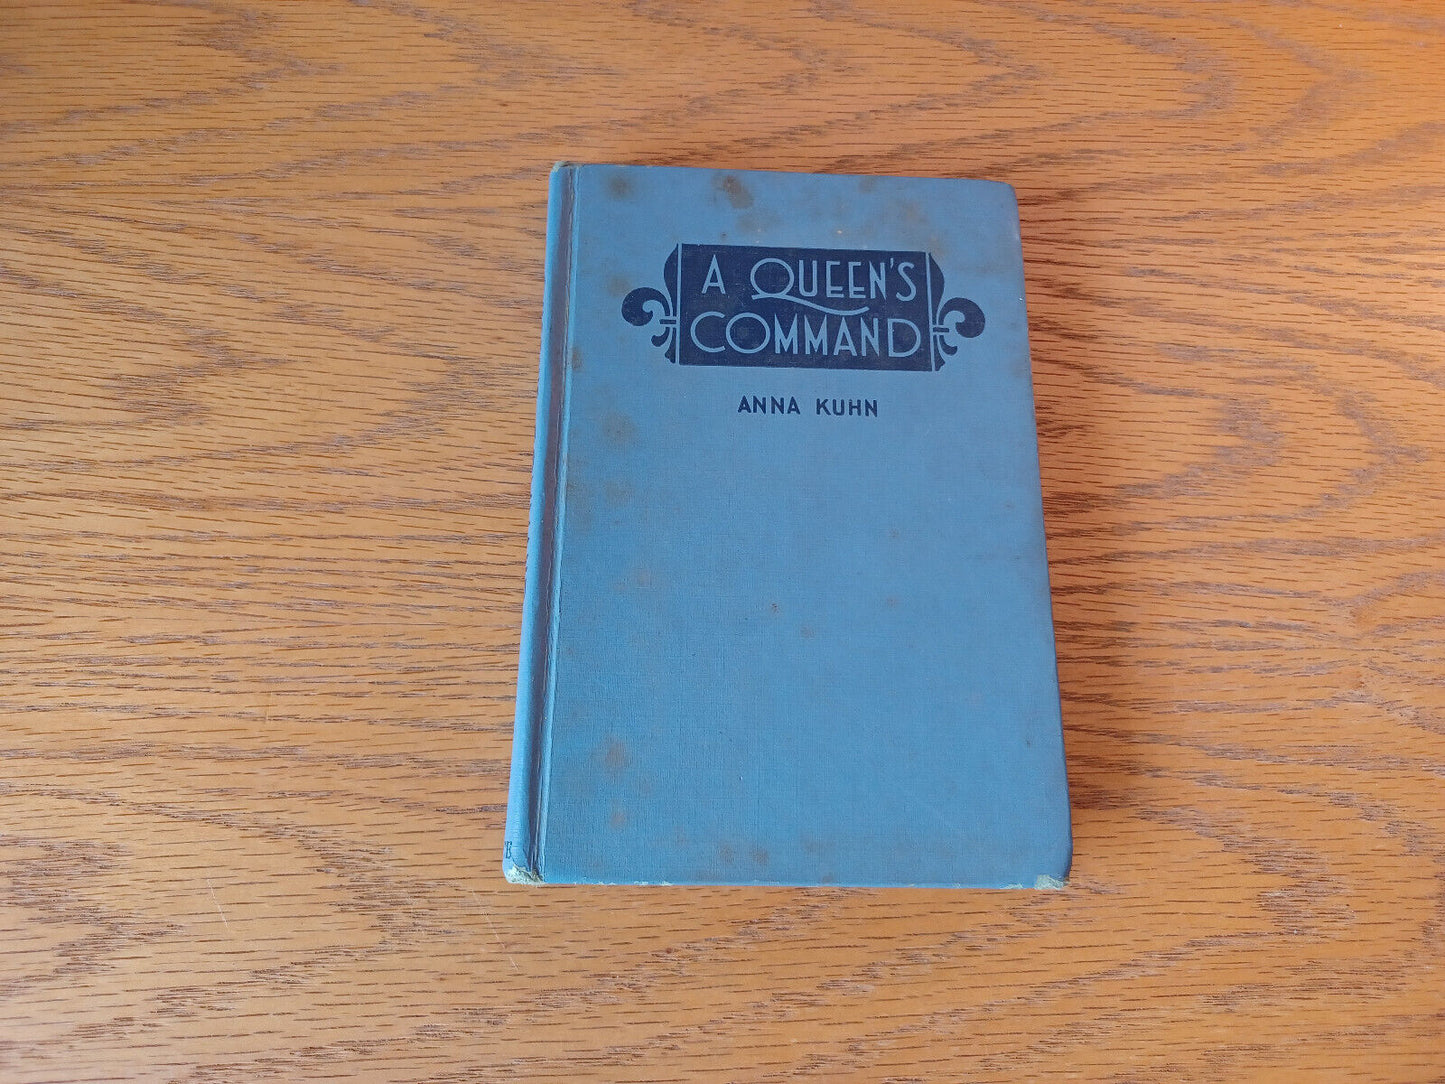 A QUEEN'S
COMMAND
ANNA KUHN